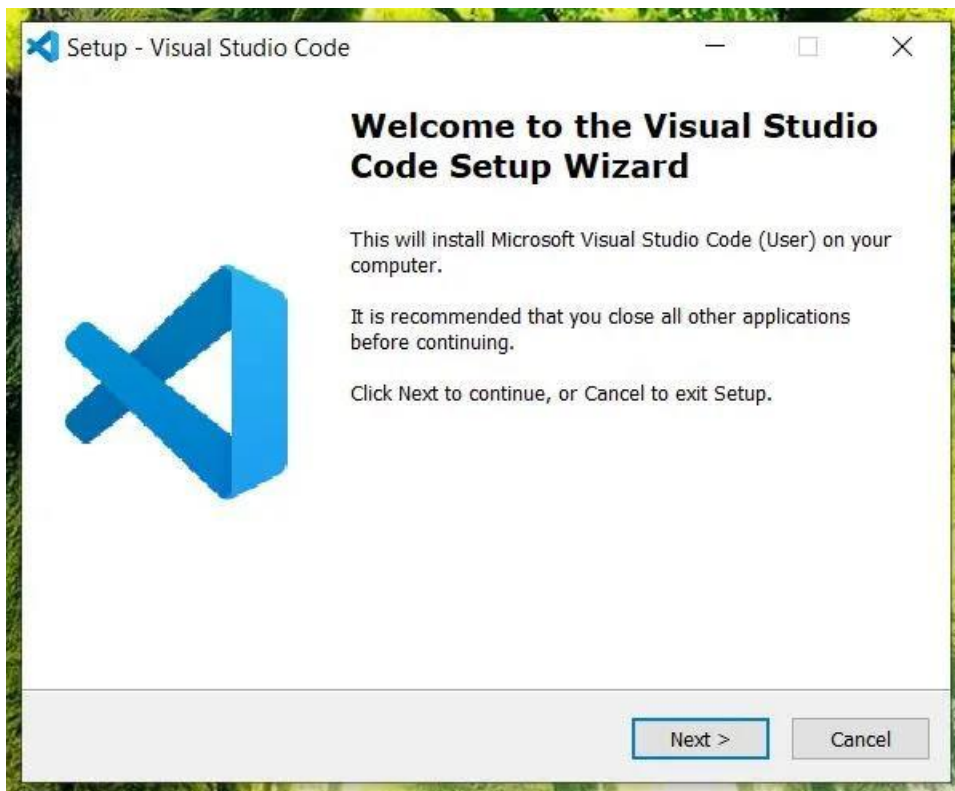 Setup - Visual Studio Code
Welcome to the Visual Studio
Code Setup Wizard
This will install Microsoft Visual Studio Code (User) on your
computer.
It is recommended that you close all other applications
before continuing.
Click Next to continue, or Cancel to exit Setup.
Next >
Cancel